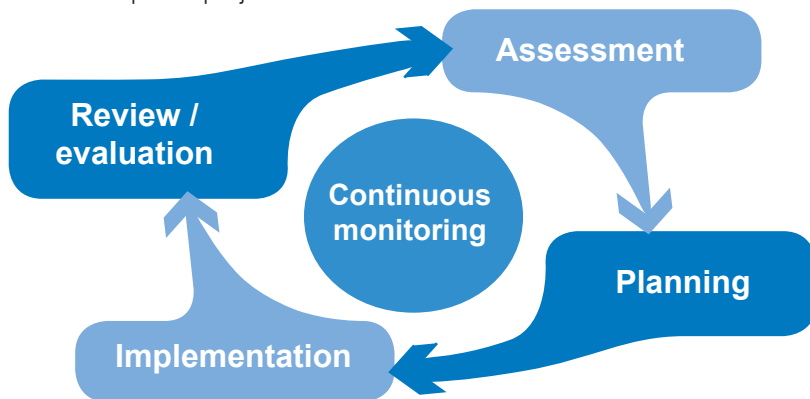 Assessment
Review /
evaluation
Continuous
monitoring
Planning
Implementation